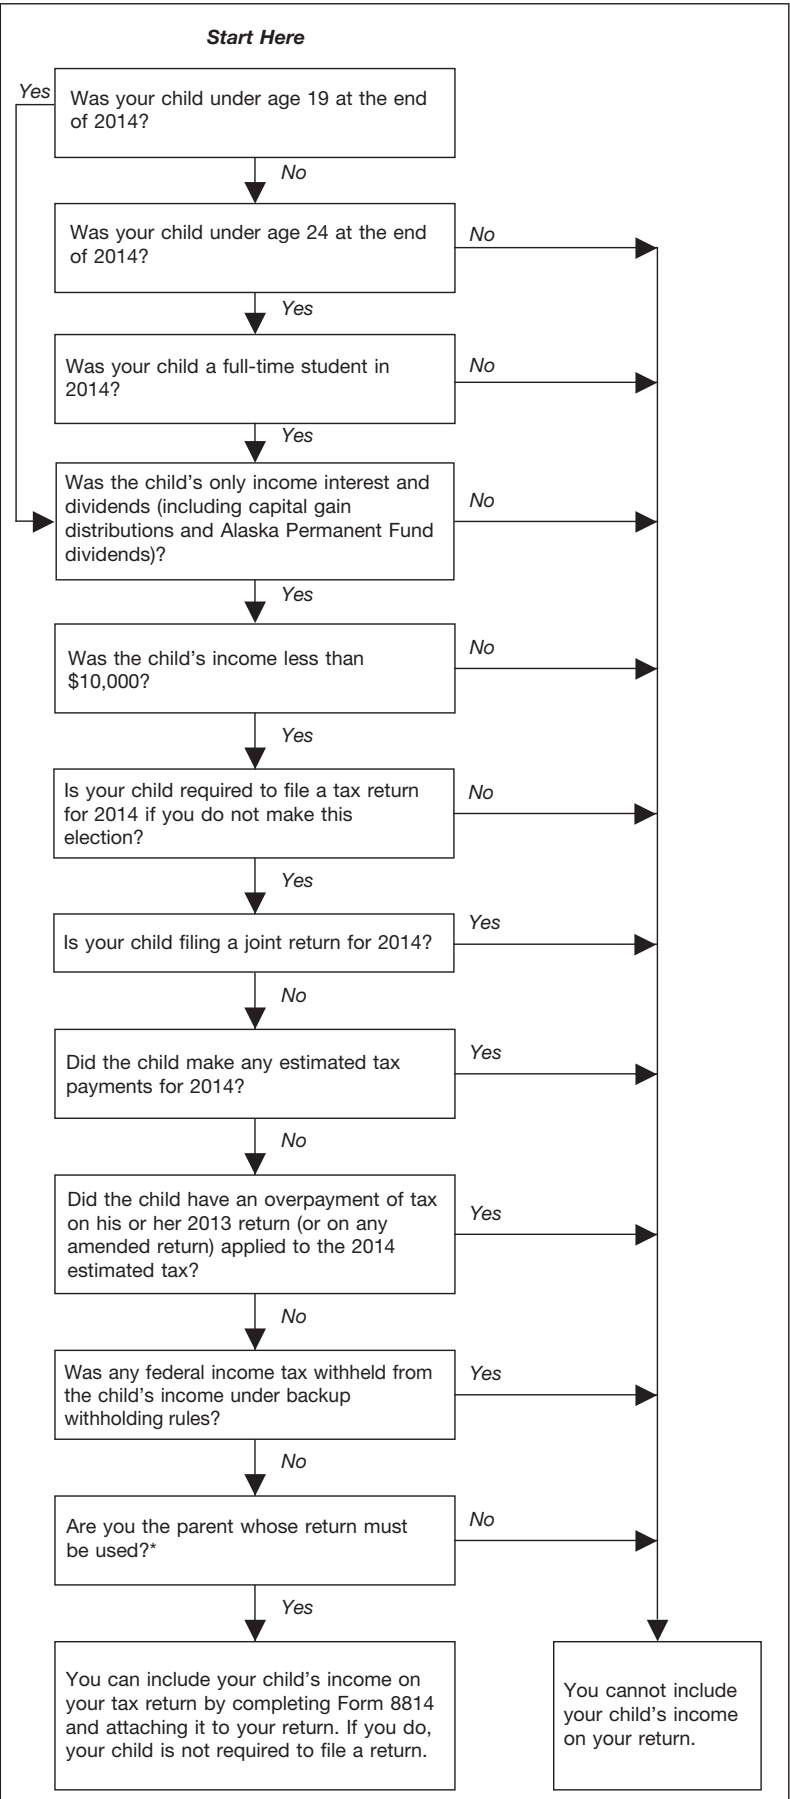 Start Here
Yes
Was your child under age 19 at the end
of 2014?
No
Was your child under age 24 at the end
of 2014?
No
Yes
Was your child a full-time student in
2014?
No
Yes
Was the child's only income interest and
dividends (including capital gain
distributions and Alaska Permanent Fund
dividends)?
No
Yes
Was the child's income less than
$10,000?
No
Yes
Is your child required to file a tax return
for 2014 if you do not make this
election?
No
Yes
Is your child filing a joint return for 2014?
Yes
No
Did the child make any estimated tax
payments for 2014?
Yes
No
Did the child have an overpayment of tax
on his or her 2013 return (or on any
amended return) applied to the 2014
estimated tax?
Yes
No
Was any federal income tax withheld from
the child's income under backup
withholding rules?
Yes
No
Are you the parent whose return must
be used?*
No
Yes
You can include your child's income on
your tax return by completing Form 8814
and attaching it to your return. If you do,
your child is not required to file a return.
You cannot include
your child's income
on your return.